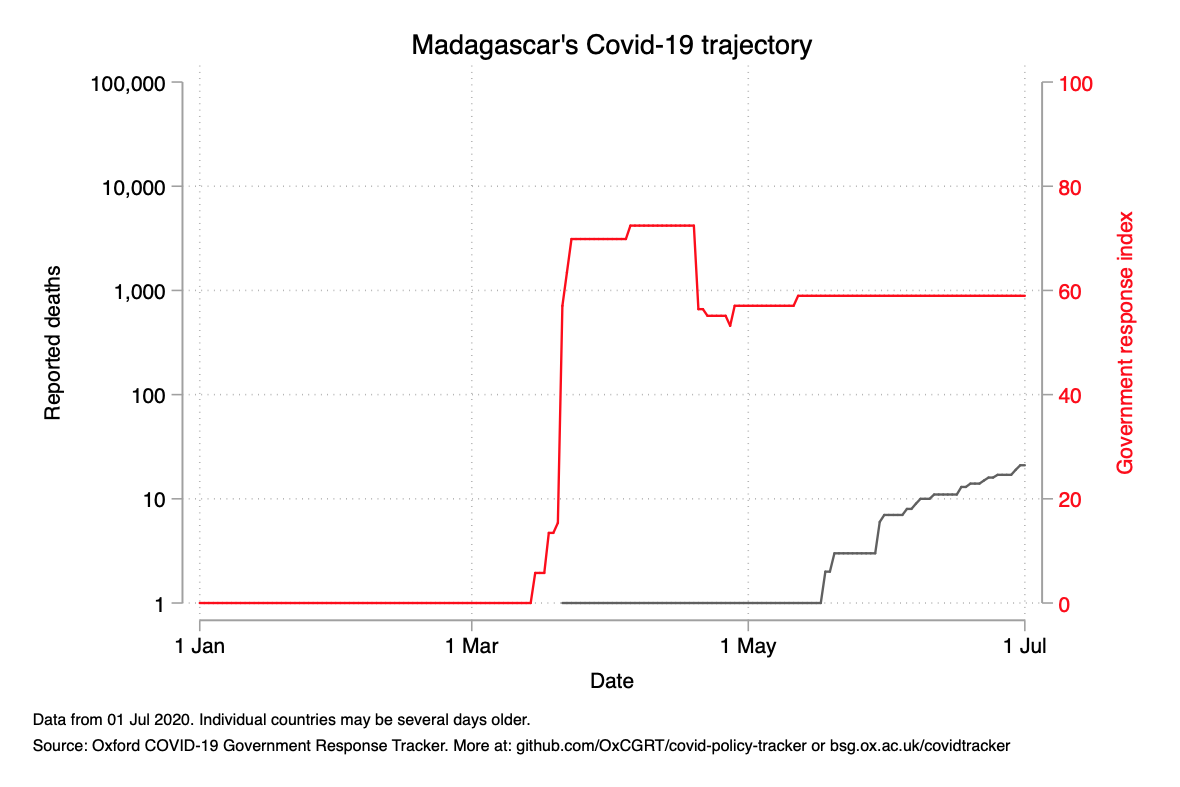 Madagascar's Covid-19 trajectory
100,000
10,000
1,000
100
10
1
Reported deaths
100
80
60
40
20
0
Government response index
1 Jan
1 Mar
1 May
1 Jul
Date
Data from 01 Jul 2020. Individual countries may be several days older.
Source: Oxford COVID-19 Government Response Tracker. More at: github.com/OxCGRT/covid-policy-tracker or bsg.ox.ac.uk/covidtracker